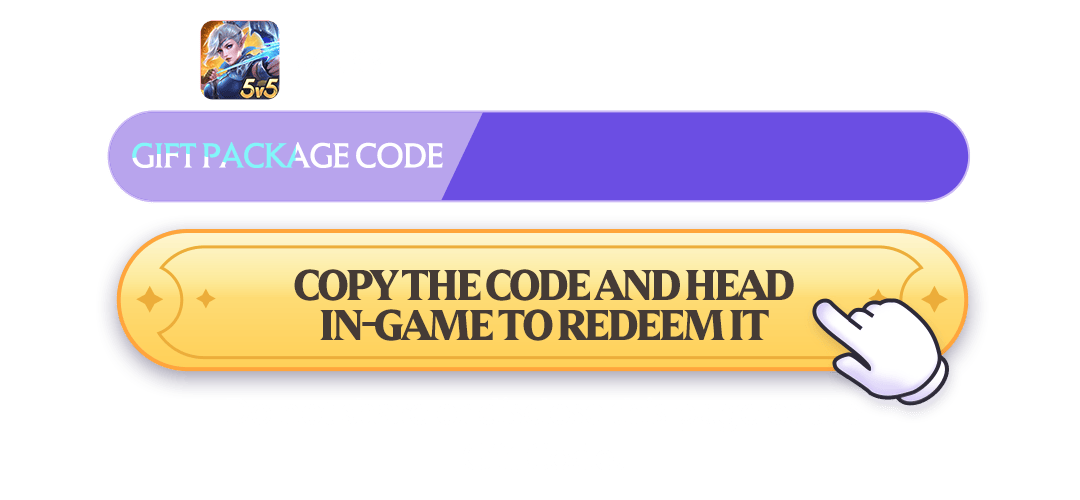 5v5
GIFT PACKAGE CODE
COPY THE CODE AND HEAD
IN-GAME TO REDEEM IT